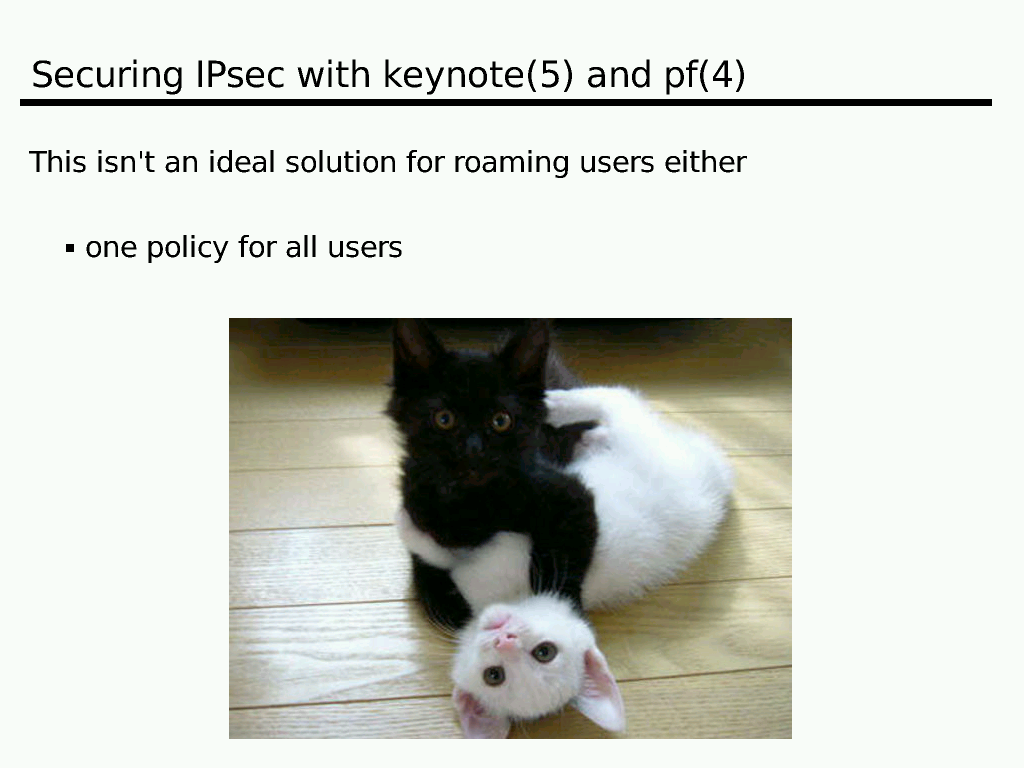 Securing IPsec with keynote(5) and pf(4)
This isn't an ideal solution for roaming users either
▪ one policy for all users